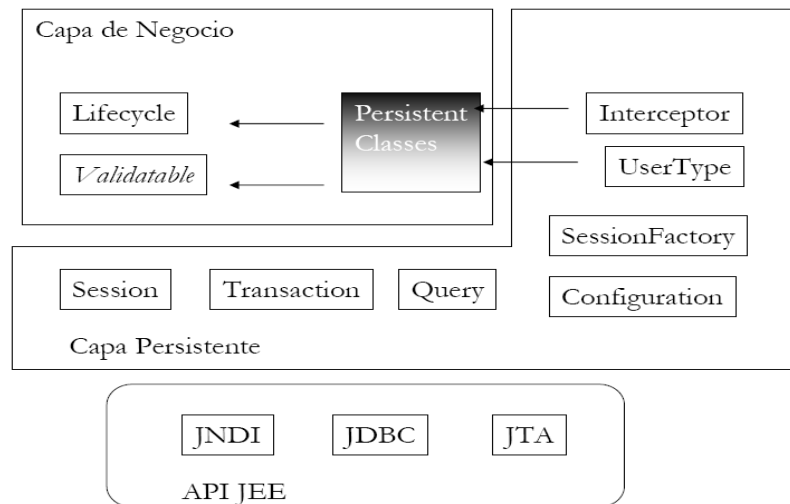 Capa de Negocio
Lifecycle
Validatable
Persistent
Classes
Interceptor
UserType
SessionFactory
Configuration
Session
Transaction
Query
Capa Persistente
JNDI
JDBC
JTA
API JEE